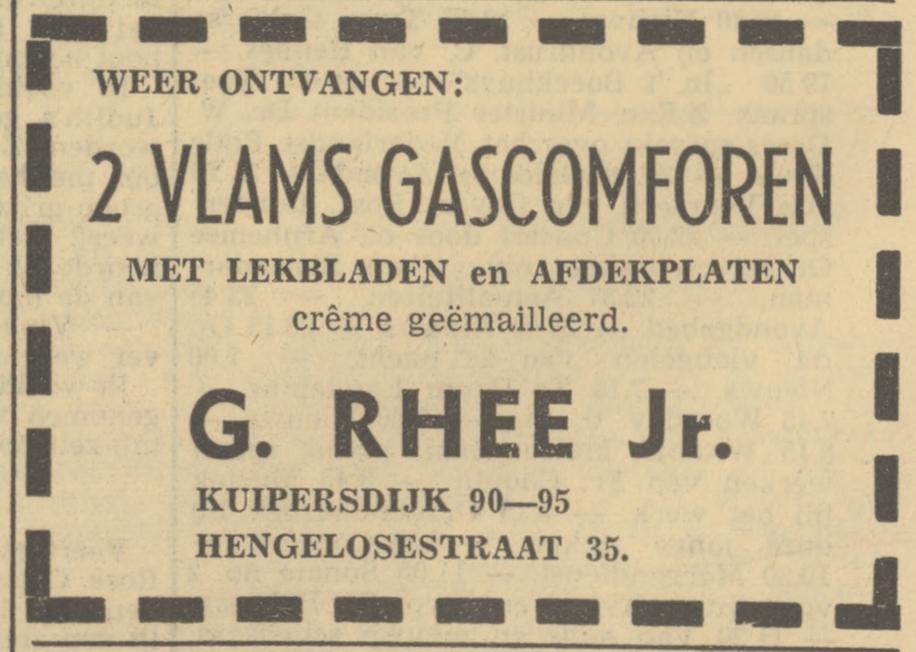 WEER ONTVANGEN:
2 VLAMS GASCOMFOREN
MET LEKBLADEN en AFDEKPLATEN
crême geëmailleerd.
G. RHEE Jr.
KUIPERSDIJK 90–95
HENGELOSESTRAAT 35.